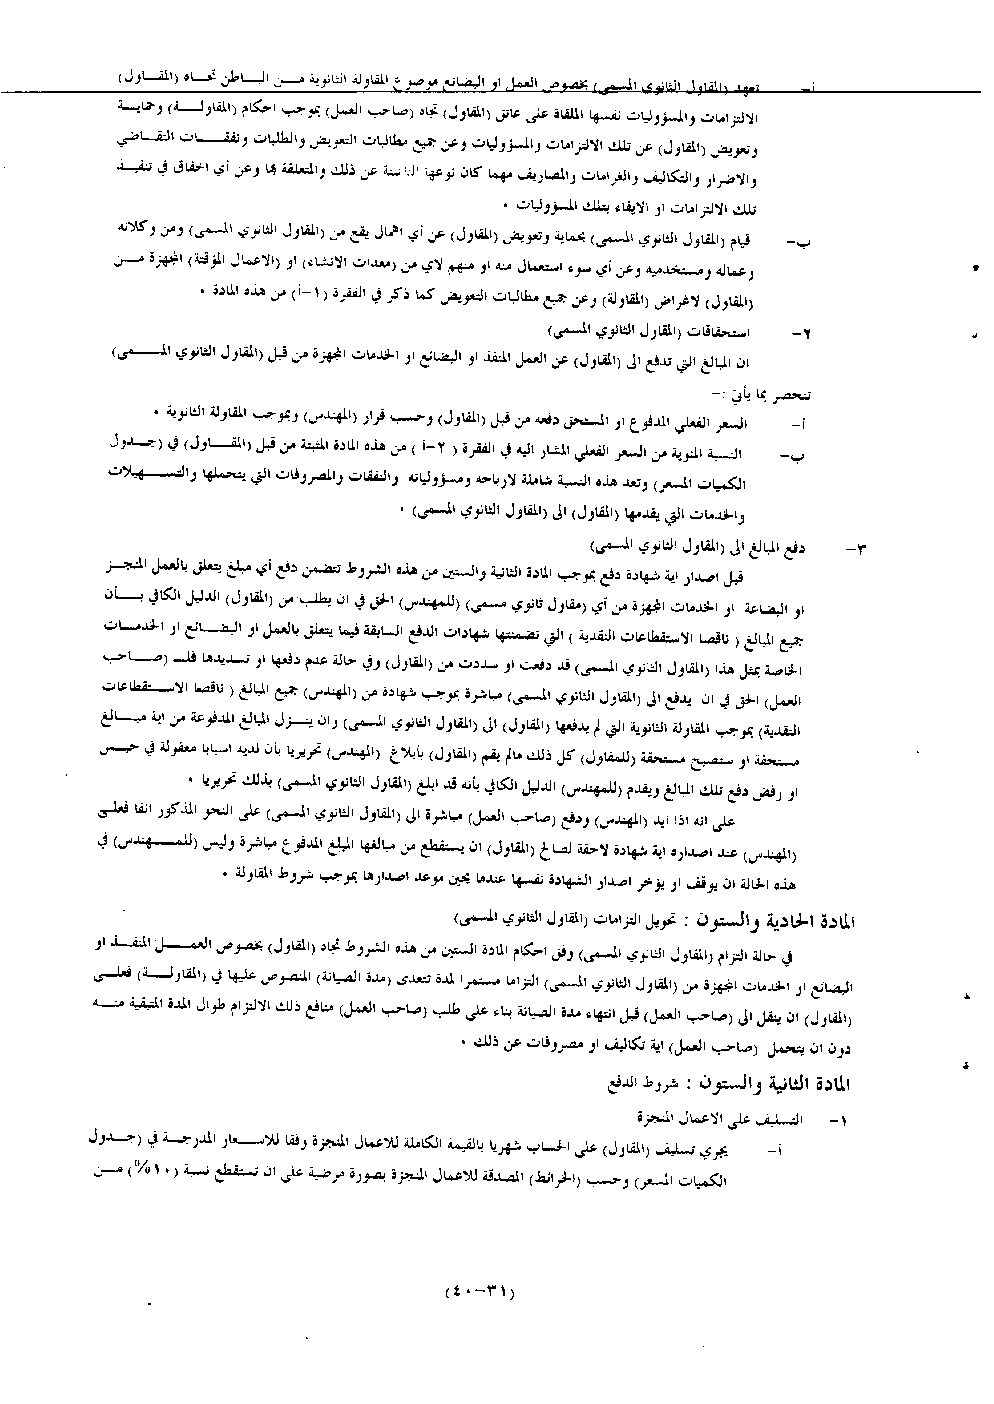 أ- تعهد (المقاول الثانوي المسمى) بخصوص العمل او البضائع موضوع المقاولة الثانوية من الباطن تجاه (المقاول)
الالتزامات والمسؤوليات نفسها الملقاة على عاتق (المقاول) تجاه (صاحب العمل) بموجب احكام (المقاولة) وحماية
وتعويض (المقاول) عن تلك الالتزامات والمسؤوليات وعن جميع مطالبات التعويض والطلبات ونفقات التقاضي
والاضرار والتكاليف والغرامات والمصاريف مهما كان نوعها الناشئة عن ذلك والمتعلقة بها وعن أي اخفاق في تنفيذ
تلك الالتزامات او الايفاء بتلك المسؤوليات .
ب- قيام (المقاول الثانوي المسمى) بحماية وتعويض (المقاول) عن أي اهمال يقع من (المقاول الثانوي المسمى) ومن وكلائه
وعماله ومستخدميه وعن أي سوء استعمال منه او منهم لاي من (معدات الانشاء) او (الاعمال المؤقتة) المجهزة من
(المقاول) لاغراض (المقاولة) وعن جميع مطالبات التعويض كما ذكر في الفقرة (١-أ) من هذه المادة .
٢- استحقاقات (المقاول الثانوي المسمى)
ان المبالغ التي تدفع الى (المقاول) عن العمل المنفذ او البضائع او الخدمات المجهزة من قبل (المقاول الثانوي المسمى)
تنحصر بما يأتي :-
أ- السعر الفعلي المدفوع او المستحق دفعه من قبل (المقاول) وحسب قرار (المهندس) وبموجب المقاولة الثانوية .
ب- النسبة المئوية من السعر الفعلي المشار اليه في الفقرة ( ٢-أ ) من هذه المادة المثبتة من قبل (المقاول) في (جدول
الكميات المسعر) وتعد هذه النسبة شاملة لارباحه ومسؤولياته والنفقات والمصروفات التي يتحملها والتسهيلات
والخدمات التي يقدمها (المقاول) الى (المقاول الثانوي المسمى) .
٣- دفع المبالغ الى (المقاول الثانوي المسمى)
قبل اصدار اية شهادة دفع بموجب المادة الثانية والستين من هذه الشروط تتضمن دفع أي مبلغ يتعلق بالعمل المنجز
او البضاعة او الخدمات المجهزة من أي (مقاول ثانوي مسمى) (للمهندس) الحق في ان يطلب من (المقاول) الدليل الكافي بأن
جميع المبالغ ( ناقصا الاستقطاعات النقدية ) التي تضمنتها شهادات الدفع السابقة فيما يتعلق بالعمل او البضائع او الخدمات
الخاصة بمثل هذا (المقاول الثانوي المسمى) قد دفعت او سددت من (المقاول) وفي حالة عدم دفعها او تسديدها فلـ (صاحب
العمل) الحق في ان يدفع الى (المقاول الثانوي المسمى) مباشرة بموجب شهادة من (المهندس) جميع المبالغ ( ناقصا الاستقطاعات
النقدية) بموجب المقاولة الثانوية التي لم يدفعها (المقاول) الى (المقاول الثانوي المسمى) وان ينزل المبالغ المدفوعة من اية مبالغ
مستحقة او ستصبح مستحقة (للمقاول) كل ذلك مالم يقم (المقاول) بأبلاغ (المهندس) تحريريا بأن لديه اسبابا معقولة في حبس
او رفض دفع تلك المبالغ ويقدم (للمهندس) الدليل الكافي بأنه قد ابلغ (المقاول الثانوي المسمى) بذلك تحريريا .
على انه اذا ايد (المهندس) ودفع (صاحب العمل) مباشرة الى (المقاول الثانوي المسمى) على النحو المذكور انفا فعلى
(المهندس) عند اصداره اية شهادة لاحقة لصالح (المقاول) ان يستقطع من مبالغها المبلغ المدفوع مباشرة وليس (للمهندس) في
هذه الحالة ان يوقف او يؤخر اصدار الشهادة نفسها عندما يحين موعد اصدارها بموجب شروط المقاولة .
المادة الحادية والستون : تحويل التزامات (المقاول الثانوي المسمى)
في حالة التزام (المقاول الثانوي المسمى) وفق احكام المادة الستين من هذه الشروط تجاه (المقاول) بخصوص العمل المنفذ او
البضائع او الخدمات المجهزة من (المقاول الثانوي المسمى) التزاما مستمرا لمدة تتعدى (مدة الصيانة) المنصوص عليها في (المقاولة) فعلى
(المقاول) ان ينقل الى (صاحب العمل) قبل انتهاء مدة الصيانة بناء على طلب (صاحب العمل) منافع ذلك الالتزام طوال المدة المتبقية منه
دون ان يتحمل (صاحب العمل) اية تكاليف او مصروفات عن ذلك .
المادة الثانية والستون : شروط الدفع
١- التسليف على الاعمال المنجزة
أ- يجري تسليف (المقاول) على الحساب شهريا بالقيمة الكاملة للاعمال المنجزة وفقا للاسعار المدرجة في (جدول
الكميات المسعر) وحسب (الخرائط) المصدقة للاعمال المنجزة بصورة مرضية على ان تستقطع نسبة (١٠%) من
(٣١-٤٠)